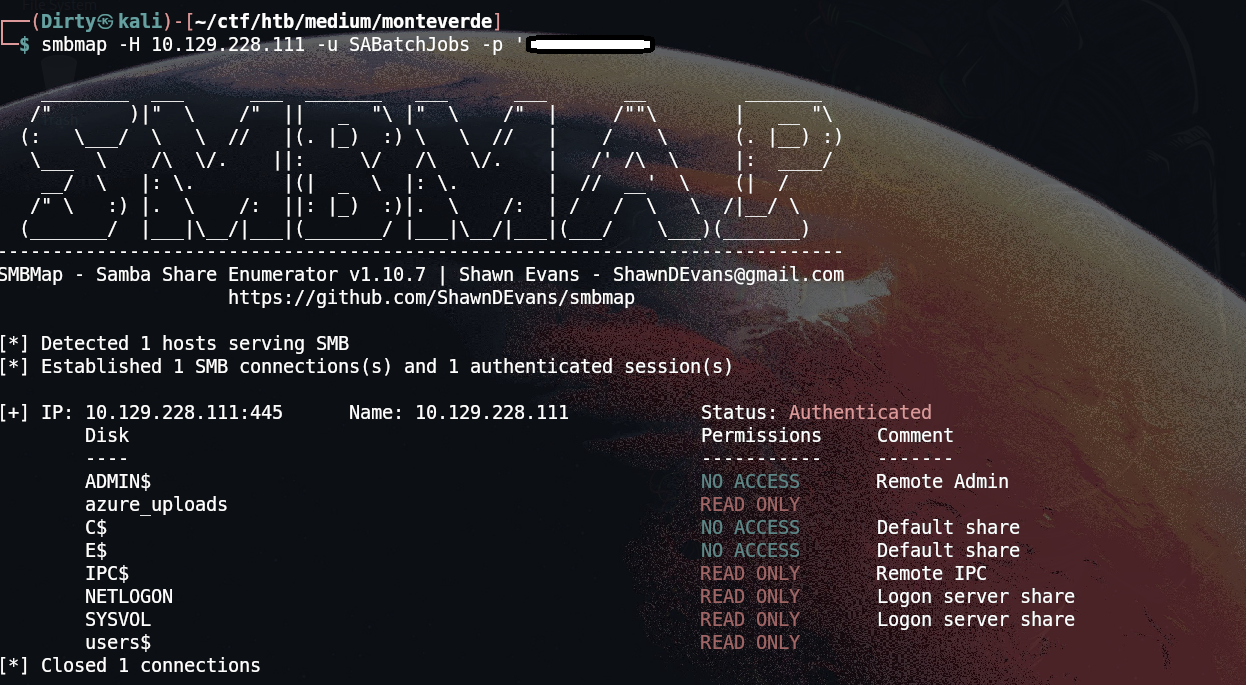 ┌──(Dirty㉿kali)-[~/ctf/htb/medium/monteverde]
└─$ smbmap -H 10.129.228.111 -u SABatchJobs -p '
SMBMap - Samba Share Enumerator v1.10.7 | Shawn Evans - ShawnDEvans@gmail.com
https://github.com/ShawnDEvans/smbmap
[*] Detected 1 hosts serving SMB
[*] Established 1 SMB connections(s) and 1 authenticated session(s)
[+] IP: 10.129.228.111:445 Name: 10.129.228.111 Status: Authenticated
Disk Permissions Comment
---- ----------- -------
ADMIN$ NO ACCESS Remote Admin
azure_uploads READ ONLY
C$ NO ACCESS Default share
E$ NO ACCESS Default share
IPC$ READ ONLY Remote IPC
NETLOGON READ ONLY Logon server share
SYSVOL READ ONLY Logon server share
users$ READ ONLY
[*] Closed 1 connections